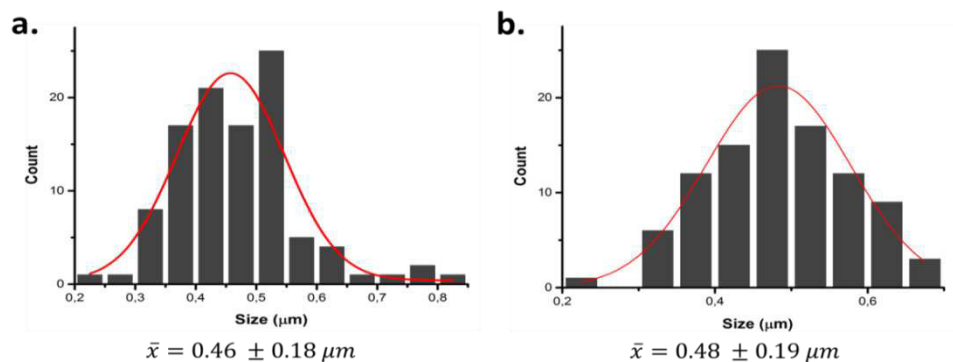 a.
Count
20
10
0
0,2 0,3 0,4 0,5 0,6 0,7 0,8
Size (μm)
x̄ = 0.46 ± 0.18 μm
b.
Count
20
10
0
0,2 0,4 0,6
Size (μm)
x̄ = 0.48 ± 0.19 μm